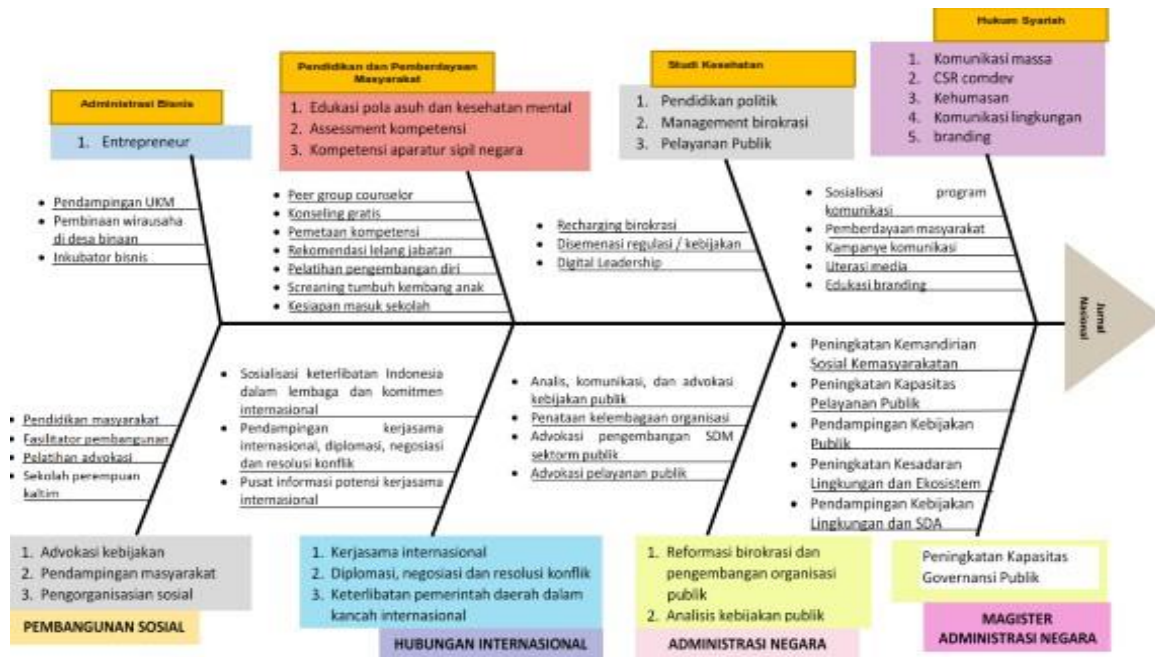 Hukum Syariah
1. Komunikasi massa
2. CSR comdev
3. Kehumasan
4. Komunikasi lingkungan
5. branding
Pendidikan dan Pemberdayaan
Masyarakat
1. Edukasi pola asuh dan kesehatan mental
2. Assessment kompetensi
3. Kompetensi aparatur sipil negara
Studi Kesehatan
1. Pendidikan politik
2. Management birokrasi
3. Pelayanan Publik
Administrasi Bisnis
1. Entrepreneur
• Pendampingan UKM
• Pembinaan wirausaha
di desa binaan
• Inkubator bisnis
• Peer group counselor
• Konseling gratis
• Pemetaan kompetensi
• Rekomendasi lelang jabatan
• Pelatihan pengembangan diri
• Screaning tumbuh kembang anak
• Kesiapan masuk sekolah
• Recharging birokrasi
• Disemenasi regulasi / kebijakan
• Digital Leadership
• Sosialisasi program
komunikasi
• Pemberdayaan masyarakat
• Kampanye komunikasi
• Literasi media
• Edukasi branding
Jurnal
Nasional
• Pendidikan masyarakat
• Fasilitator pembangunan
• Pelatihan advokasi
• Sekolah perempuan
kaltim
• Sosialisasi keterlibatan Indonesia
dalam lembaga dan komitmen
internasional
• Pendampingan kerjasama
internasional, diplomasi, negosiasi
dan resolusi konflik
• Pusat informasi potensi kerjasama
internasional
• Analis, komunikasi, dan advokasi
kebijakan publik
• Penataan kelembagaan organisasi
• Advokasi pengembangan SDM
sektorm publik
• Advokasi pelayanan publik
• Peningkatan Kemandirian
Sosial Kemasyarakatan
• Peningkatan Kapasitas
Pelayanan Publik
• Pendampingan Kebijakan
Publik
• Peningkatan Kesadaran
Lingkungan dan Ekosistem
• Pendampingan Kebijakan
Lingkungan dan SDA
1. Advokasi kebijakan
2. Pendampingan masyarakat
3. Pengorganisasian sosial
PEMBANGUNAN SOSIAL
1. Kerjasama internasional
2. Diplomasi, negosiasi dan resolusi konflik
3. Keterlibatan pemerintah daerah dalam
kancah internasional
HUBUNGAN INTERNASIONAL
1. Reformasi birokrasi dan
pengembangan organisasi
publik
2. Analisis kebijakan publik
ADMINISTRASI NEGARA
Peningkatan Kapasitas
Governansi Publik
MAGISTER
ADMINISTRASI NEGARA